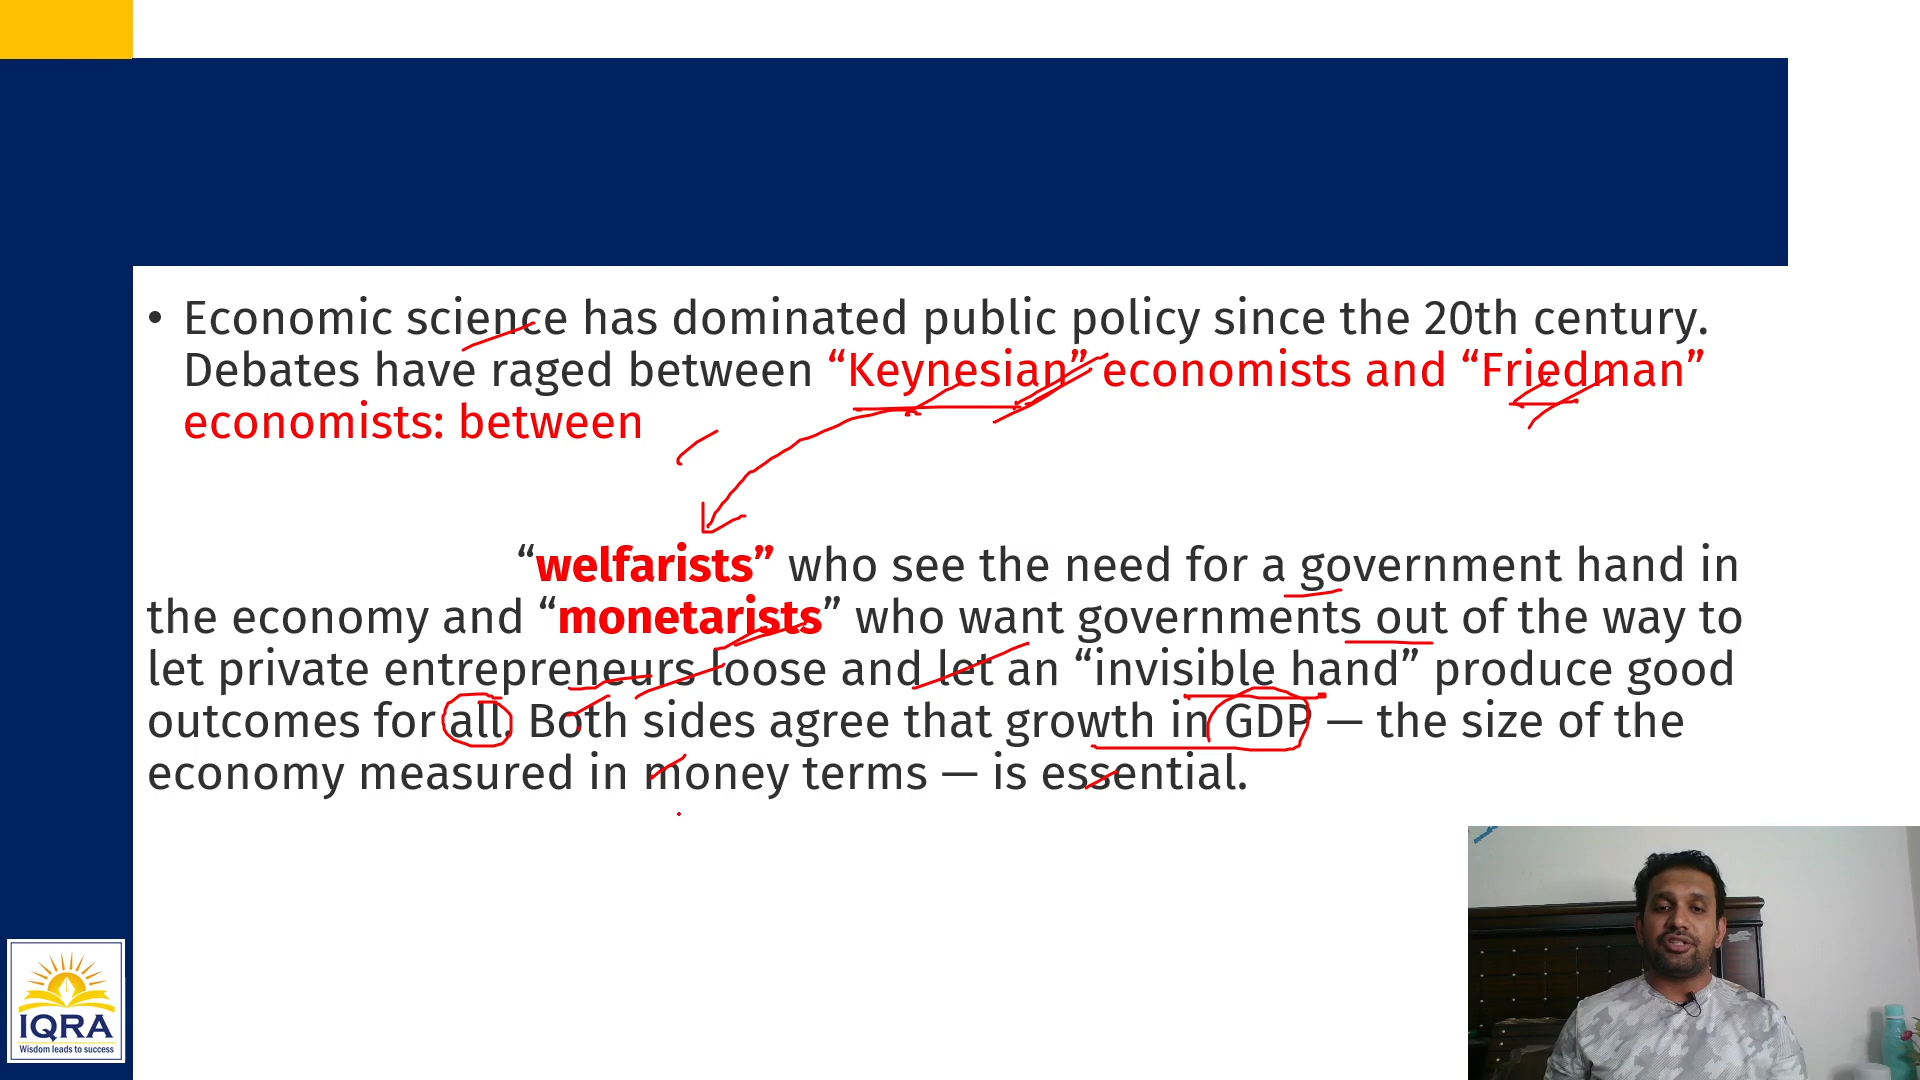 • Economic science has dominated public policy since the 20th century.
Debates have raged between “Keynesian” economists and “Friedman”
economists: between
“welfarists” who see the need for a government hand in
the economy and “monetarists” who want governments out of the way to
let private entrepreneurs loose and let an “invisible hand” produce good
outcomes for all. Both sides agree that growth in GDP — the size of the
economy measured in money terms — is essential.
IQRA
Wisdom leads to success